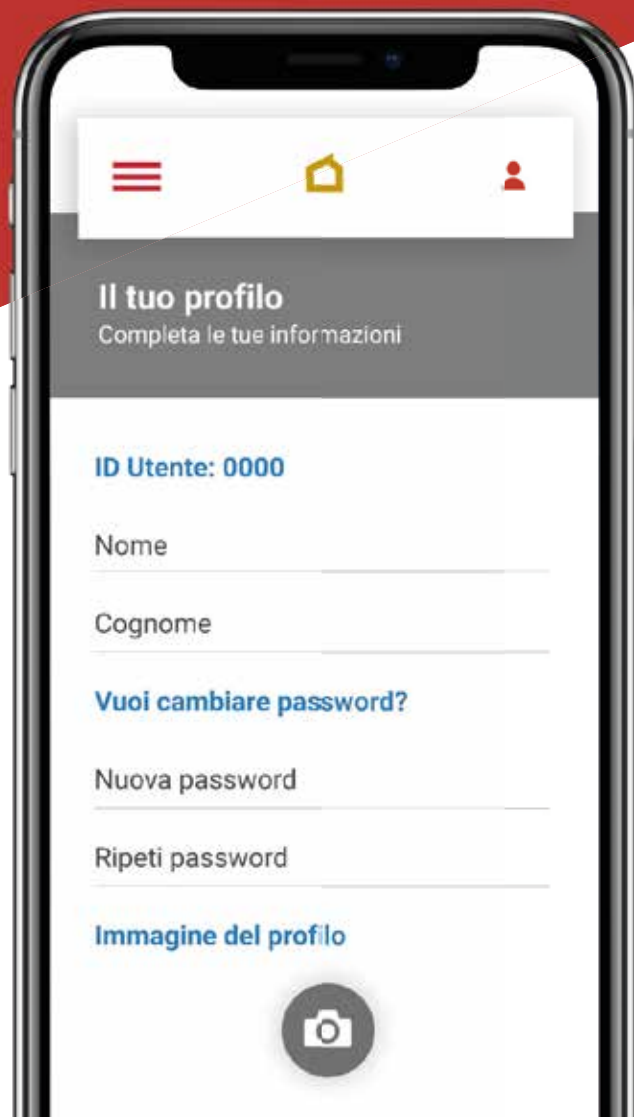 Il tuo profilo
Completa le tue informazioni
ID Utente: 0000
Nome
Cognome
Vuoi cambiare password?
Nuova password
Ripeti password
Immagine del profilo